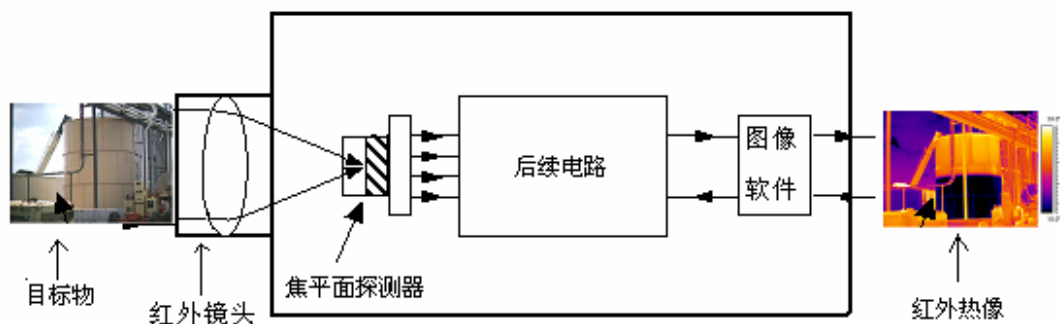 后续电路
图像
软件
目标物
红外镜头
焦平面探测器
红外热像